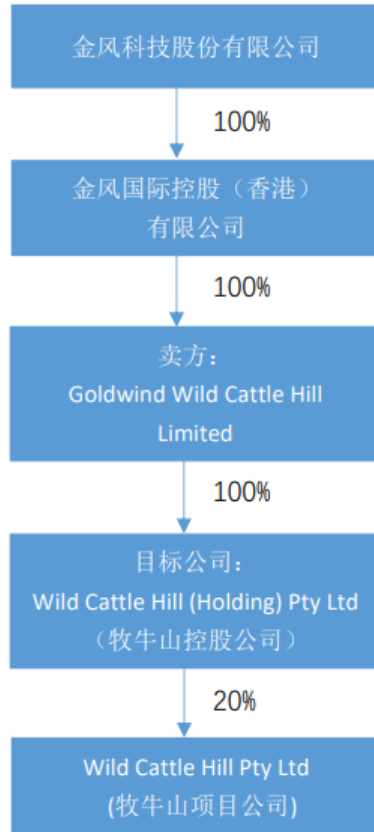 金风科技股份有限公司
100%
金风国际控股（香港）
有限公司
100%
卖方：
Goldwind Wild Cattle Hill
Limited
100%
目标公司：
Wild Cattle Hill (Holding) Pty Ltd
（牧牛山控股公司）
20%
Wild Cattle Hill Pty Ltd
(牧牛山项目公司)